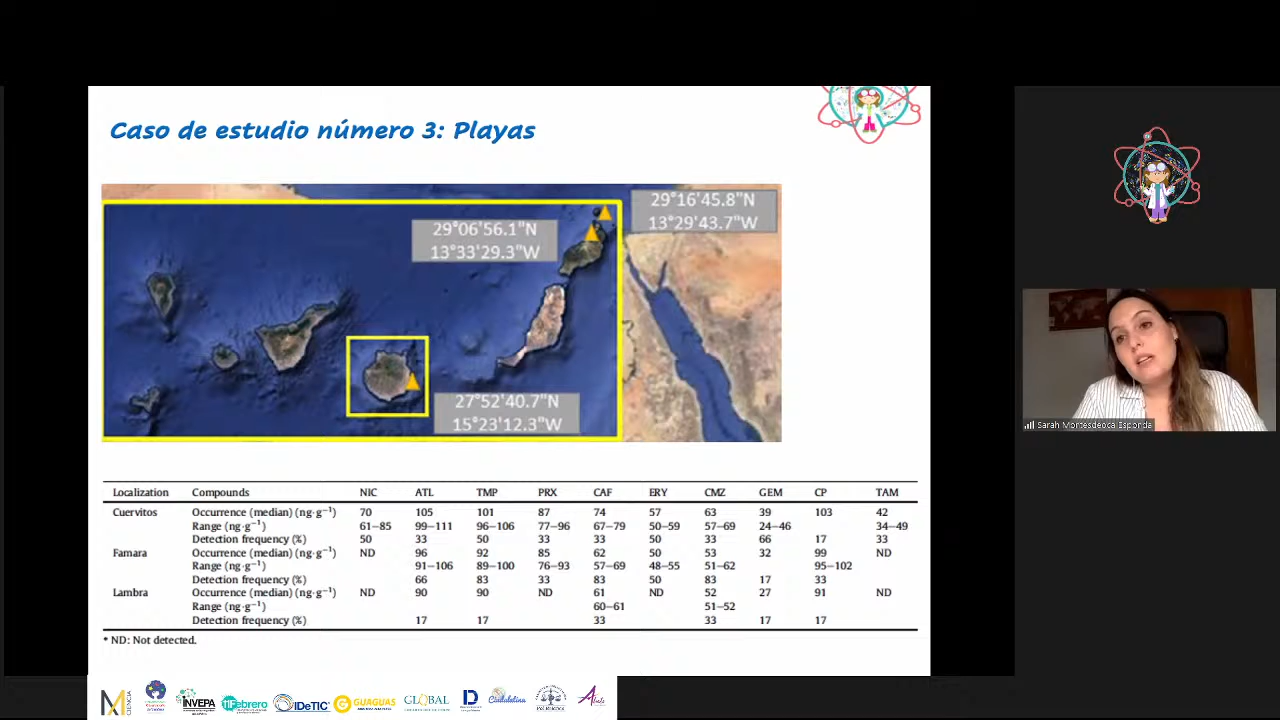 Caso de estudio número 3: Playas
29°16'45.8"N
13°29'43.7"W
29°06'56.1"N
13°33'29.3"W
27°52'40.7"N
15°23'12.3"W
Localization Compounds NIC ATL TMP PRX CAF ERY CMZ GEM CP TAM
Cuervitos Occurrence (median) (ng·g⁻¹) 70 105 101 87 74 57 63 39 103 42
Range (ng·g⁻¹) 61–85 99–111 96–106 77–96 67–79 50–59 57–69 24–46 34–49
Detection frequency (%) 50 33 50 33 33 50 33 66 17 33
Famara Occurrence (median) (ng·g⁻¹) ND 96 92 85 62 50 53 32 99 ND
Range (ng·g⁻¹) 91–106 89–100 76–93 57–69 48–55 51–62 95–102
Detection frequency (%) 66 83 33 83 50 83 17 33
Lambra Occurrence (median) (ng·g⁻¹) ND 90 90 ND 61 ND 52 27 91 ND
Range (ng·g⁻¹) 60–61 51–52
Detection frequency (%) 17 17 33 33 17 17
* ND: Not detected.
Sarah Montesdeoca Esponda
CIENCIA INVEPA 11Febrero IDeTIC GUAGUAS GLOBAL Ciudadelina